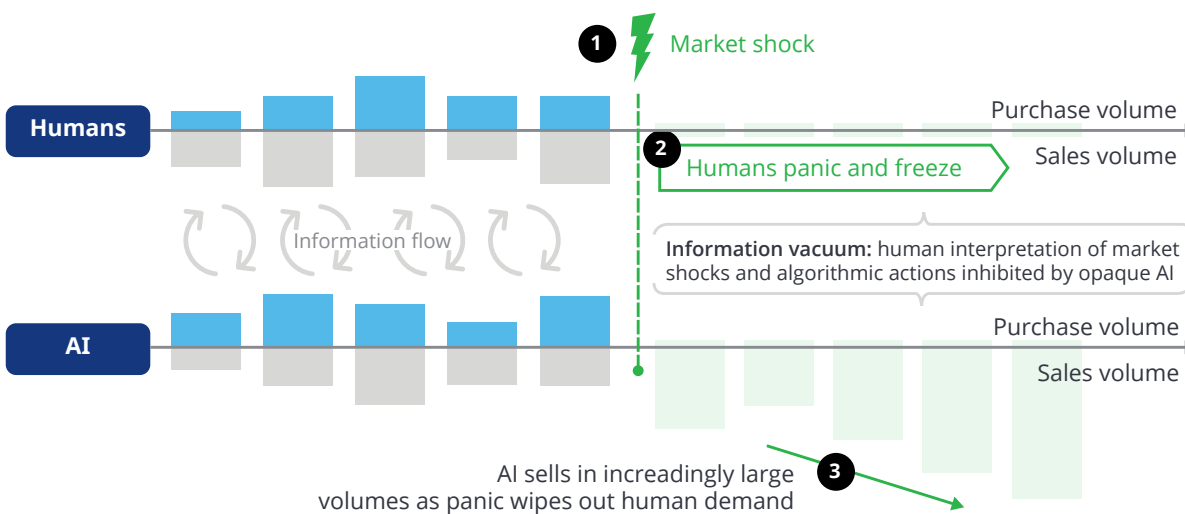 1
Market shock
Humans
Purchase volume
Sales volume
2
Humans panic and freeze
Information flow
Information vacuum: human interpretation of market
shocks and algorithmic actions inhibited by opaque AI
AI
Purchase volume
Sales volume
AI sells in increadingly large
volumes as panic wipes out human demand
3